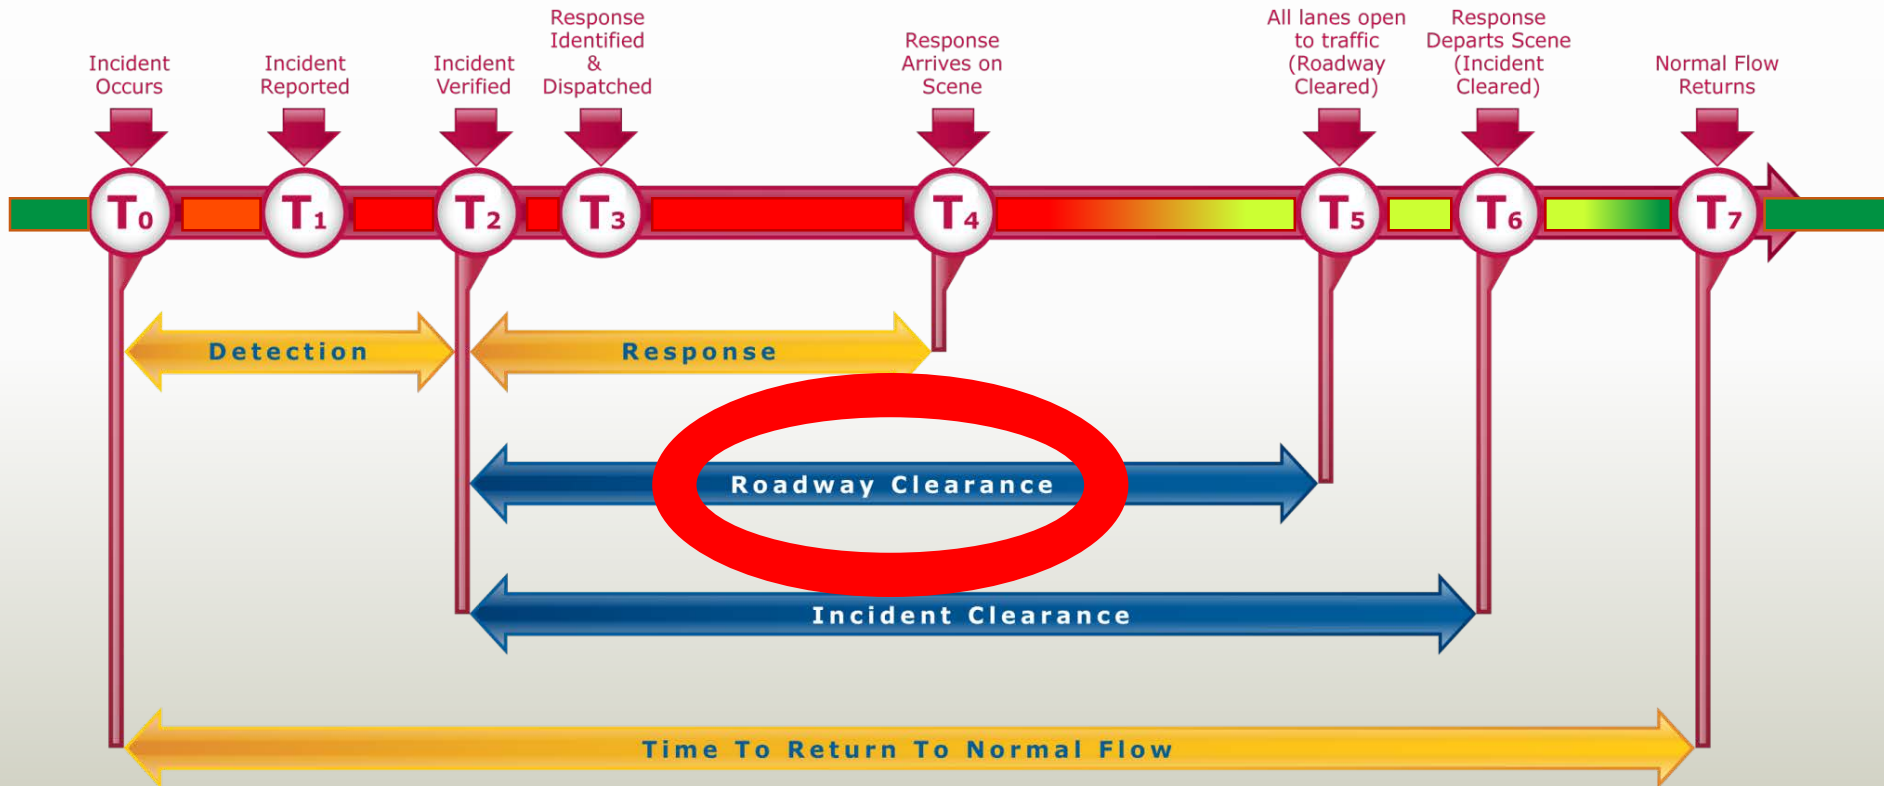 Incident
Occurs
Incident
Reported
Incident
Verified
Response
Identified
&
Dispatched
Response
Arrives on
Scene
All lanes open
to traffic
(Roadway
Cleared)
Response
Departs Scene
(Incident
Cleared)
Normal Flow
Returns
T0
T1
T2
T3
T4
T5
T6
T7
Detection
Response
Roadway Clearance
Incident Clearance
Time To Return To Normal Flow